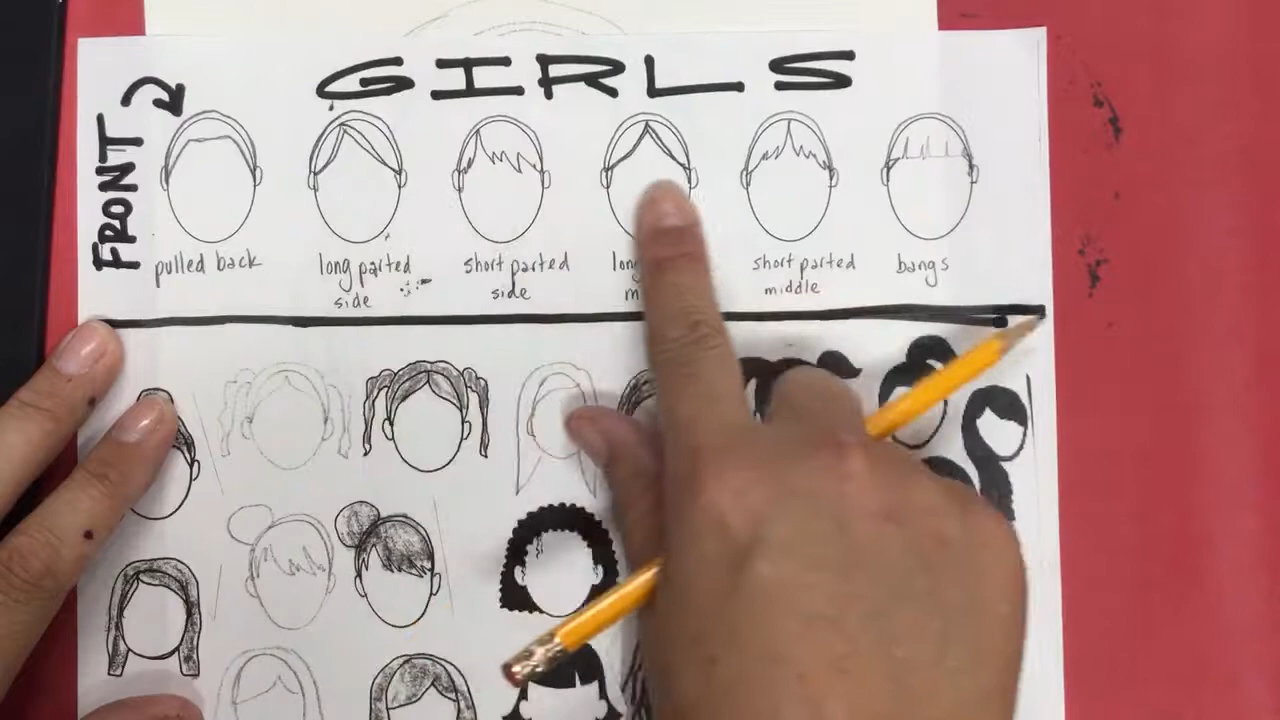 GIRLS
FRONT
pulled back
long parted
side
short parted
side
short parted
middle
bangs